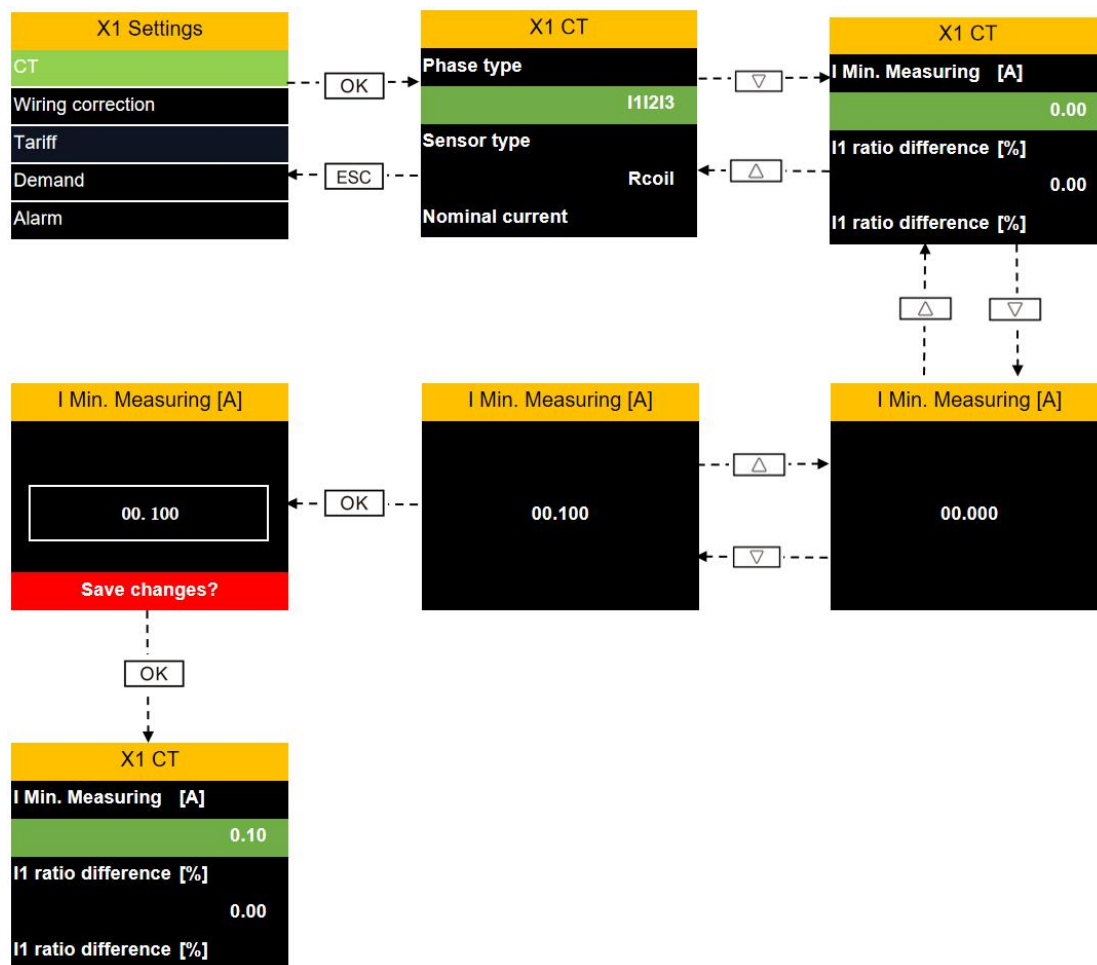 X1 Settings
CT
Wiring correction
Tariff
Demand
Alarm
OK
ESC
X1 CT
Phase type
I1I2I3
Sensor type
Rcoil
Nominal current
▽
△
X1 CT
I Min. Measuring [A]
0.00
I1 ratio difference [%]
0.00
I1 ratio difference [%]
△
▽
I Min. Measuring [A]
00. 100
Save changes?
OK
I Min. Measuring [A]
00.100
△
▽
I Min. Measuring [A]
00.000
OK
X1 CT
I Min. Measuring [A]
0.10
I1 ratio difference [%]
0.00
I1 ratio difference [%]